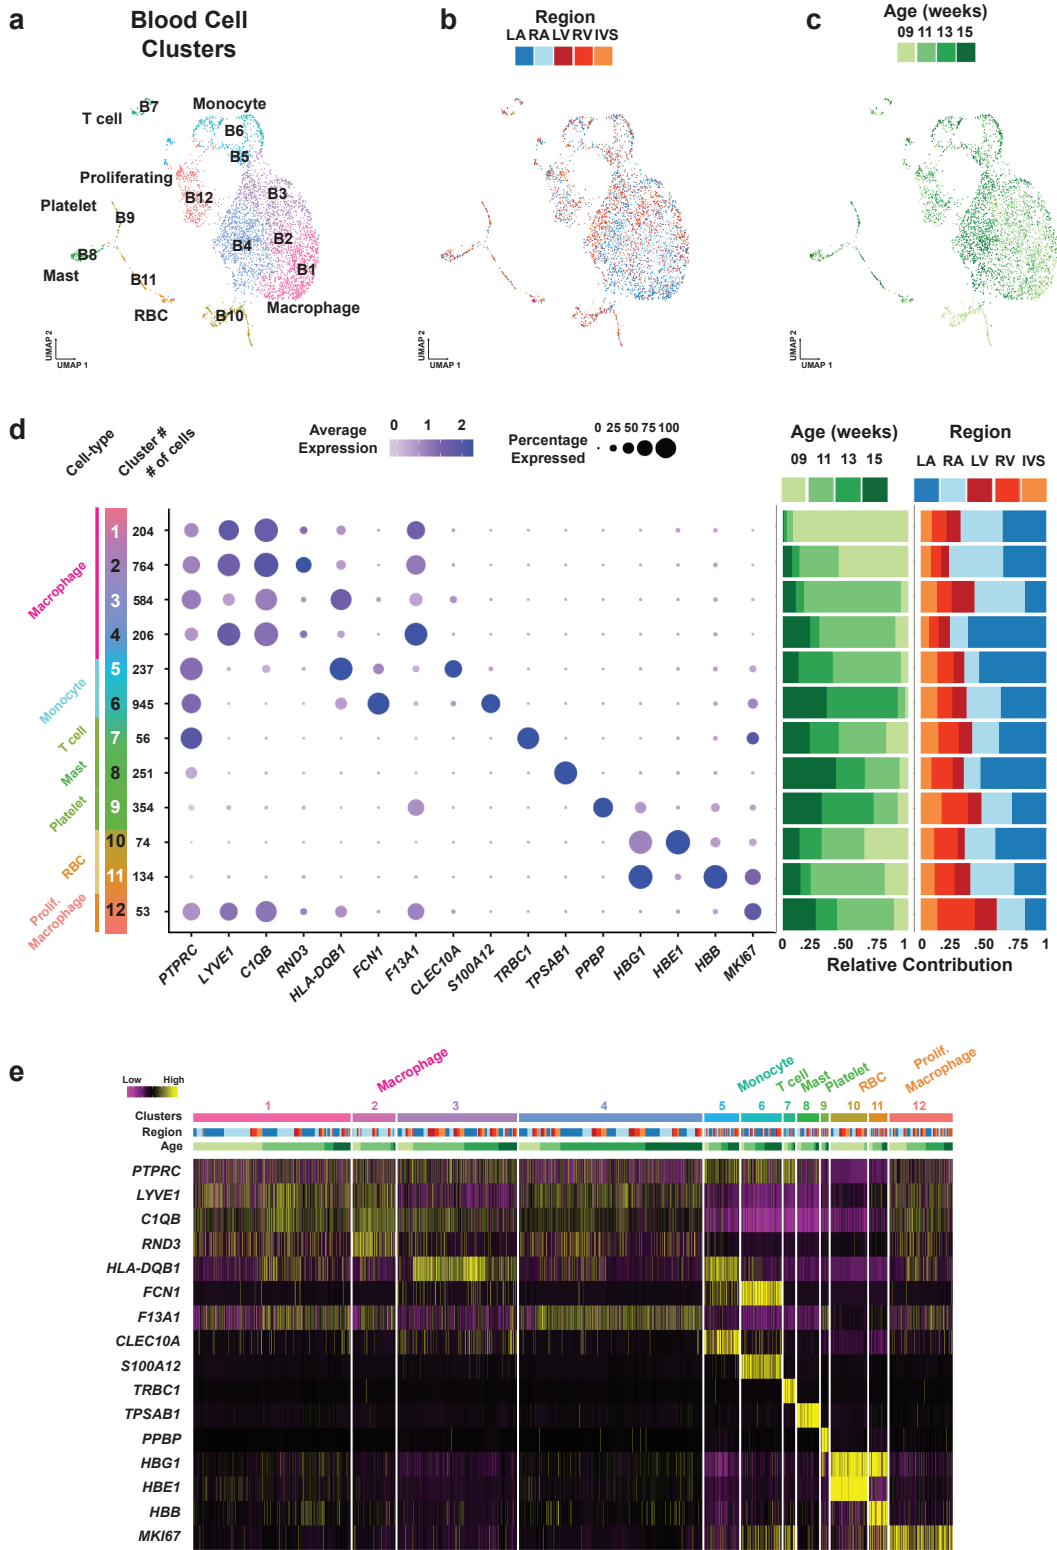 a
Blood Cell
Clusters
B7
T cell
Monocyte
B6
B5
Proliferating
B12
B3
Platelet
B9
B4
B2
B8
B1
Mast
B11
Macrophage
RBC
B10
UMAP 2
UMAP 1
b
Region
LA RA LV RV IVS
UMAP 2
UMAP 1
c
Age (weeks)
09 11 13 15
UMAP 2
UMAP 1
d
Cell-type
Cluster #
# of cells
Average
Expression
0 1 2
Percentage
Expressed
0 25 50 75 100
Age (weeks)
09 11 13 15
Region
LA RA LV RV IVS
Macrophage
Monocyte
T cell
Mast
Platelet
RBC
Prolif.
Macrophage
1 204
2 764
3 584
4 206
5 237
6 945
7 56
8 251
9 354
10 74
11 134
12 53
PTPRC
LYVE1
C1QB
RND3
HLA-DQB1
FCN1
F13A1
CLEC10A
S100A12
TRBC1
TPSAB1
PPBP
HBG1
HBE1
HBB
MKI67
0 .25 .50 .75 1
0 .25 .50 .75 1
Relative Contribution
e
Low High
Macrophage
Monocyte
T cell
Mast
Platelet
RBC
Prolif.
Macrophage
Clusters 1 2 3 4 5 6 7 8 9 10 11 12
Region
Age
PTPRC
LYVE1
C1QB
RND3
HLA-DQB1
FCN1
F13A1
CLEC10A
S100A12
TRBC1
TPSAB1
PPBP
HBG1
HBE1
HBB
MKI67